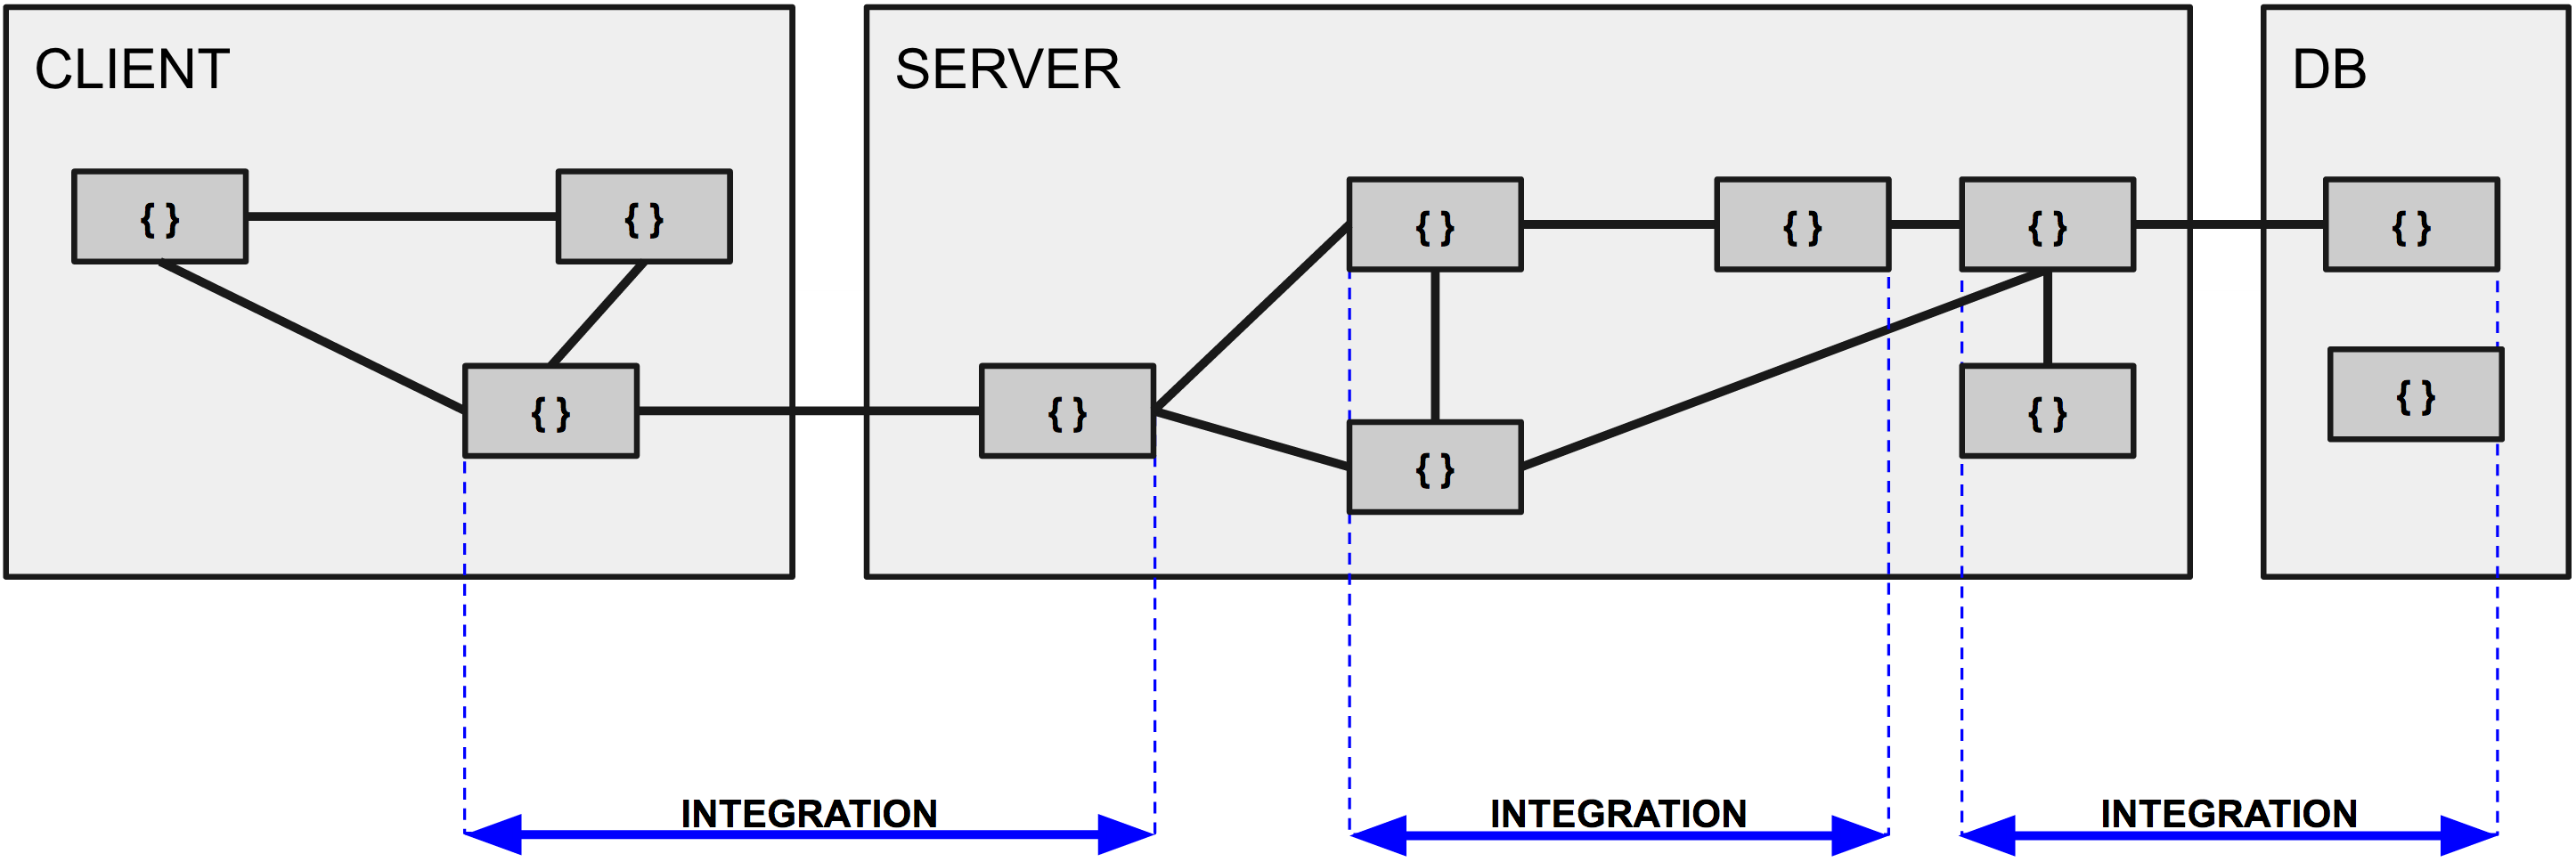 CLIENT
SERVER
DB
{ }
{ }
{ }
{ }
{ }
{ }
{ }
{ }
{ }
{ }
{ }
INTEGRATION
INTEGRATION
INTEGRATION